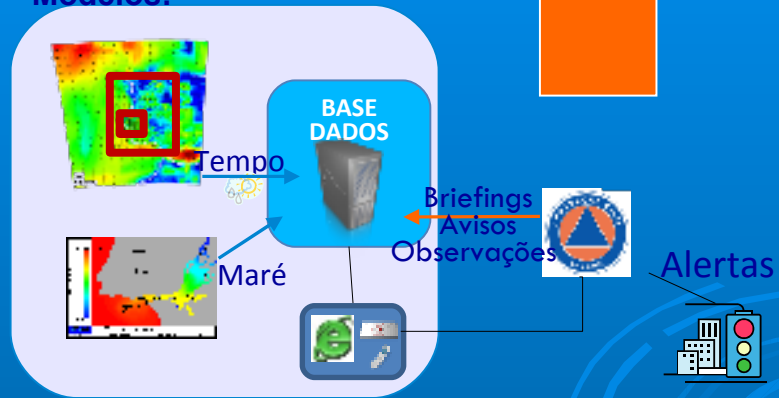 Modelos:
BASE
DADOS
Tempo
Briefings
Avisos
Observações
Maré
Alertas